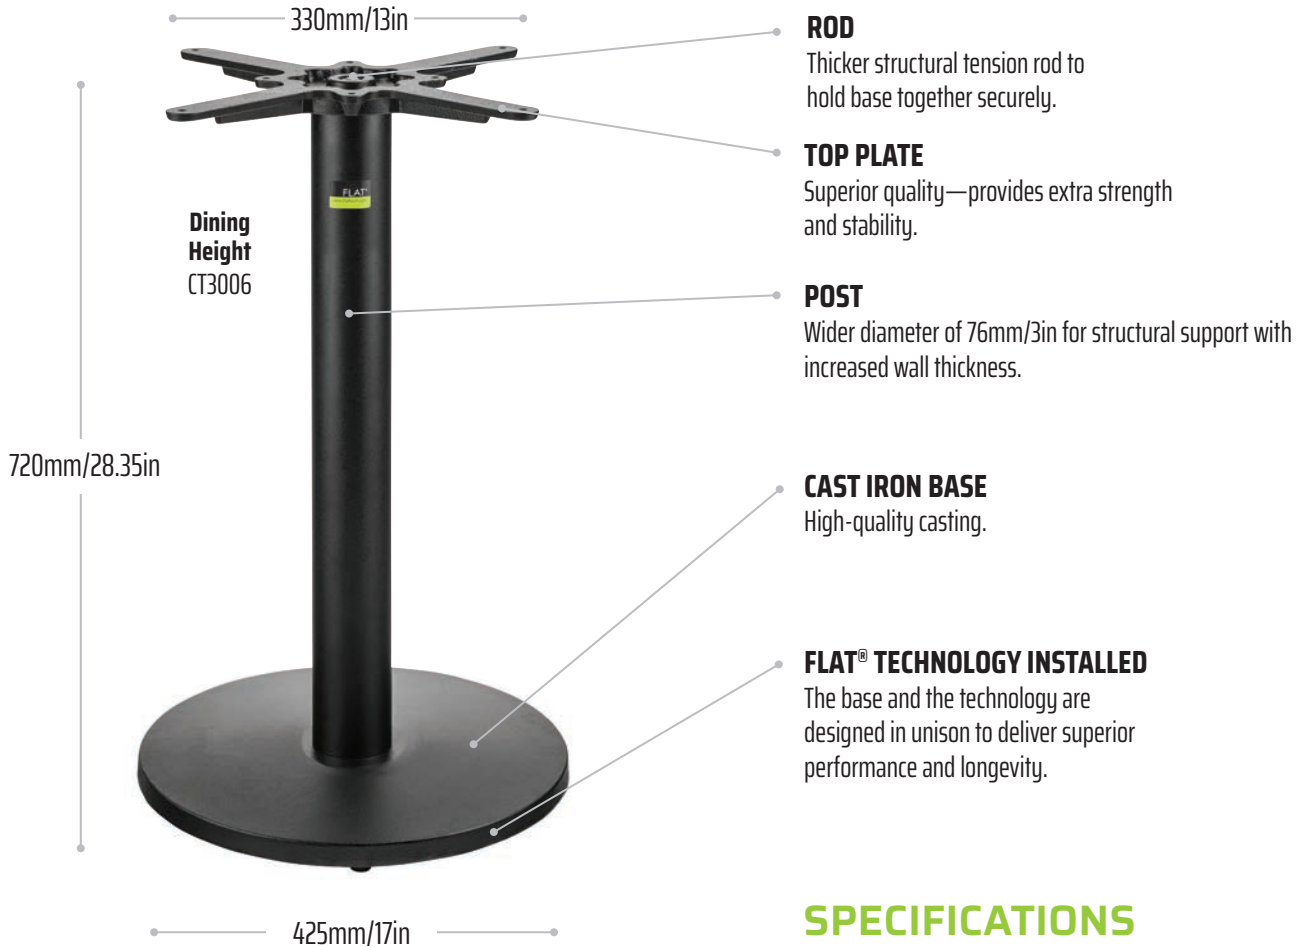 330mm/13in
ROD
Thicker structural tension rod to
hold base together securely.
TOP PLATE
Superior quality—provides extra strength
and stability.
FLAT®
Dining
Height
CT3006
POST
Wider diameter of 76mm/3in for structural support with
increased wall thickness.
720mm/28.35in
CAST IRON BASE
High-quality casting.
FLAT® TECHNOLOGY INSTALLED
The base and the technology are
designed in unison to deliver superior
performance and longevity.
425mm/17in
SPECIFICATIONS